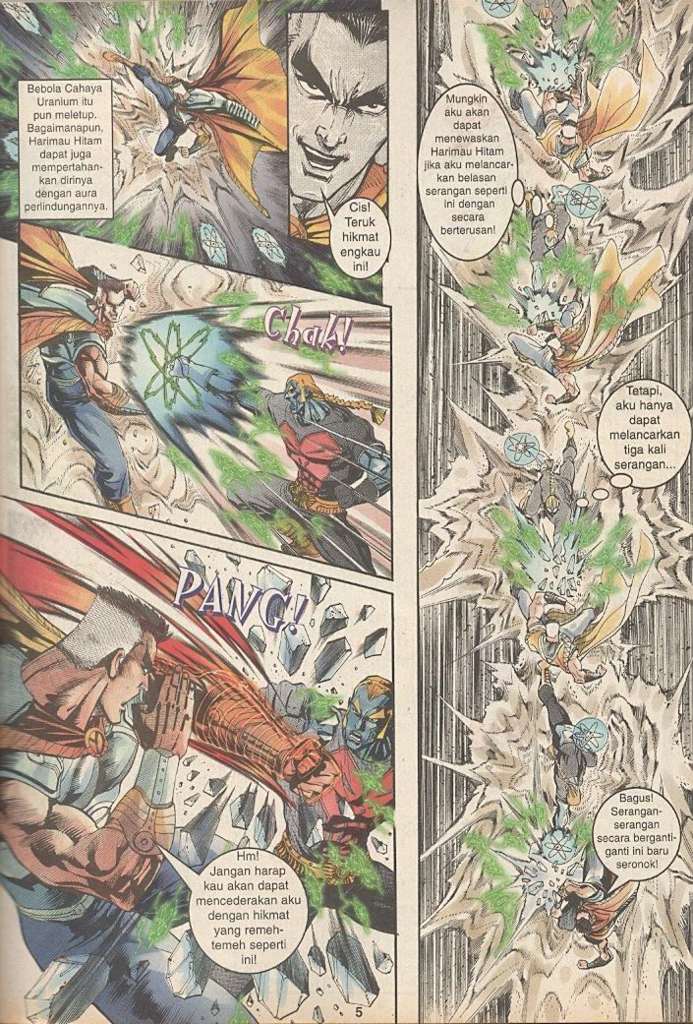 Bebola Cahaya
Uranium itu
pun meletup.
Bagaimanapun,
Harimau Hitam
dapat juga
mempertahan-
kan dirinya
dengan aura
perlindungannya.
Cis!
Teruk
hikmat
engkau
ini!
Chak!
PANG!
Hm!
Jangan harap
kau akan dapat
mencederakan aku
dengan hikmat
yang remeh-
temeh seperti
ini!
5
Mungkin
aku akan
dapat
menewaskan
Harimau Hitam
jika aku melancar-
kan belasan
serangan seperti
ini dengan
secara
berterusan!
Tetapi,
aku hanya
dapat
melancarkan
tiga kali
serangan...
Bagus!
Serangan-
serangan
berganti-
ganti ini baru
seronok!